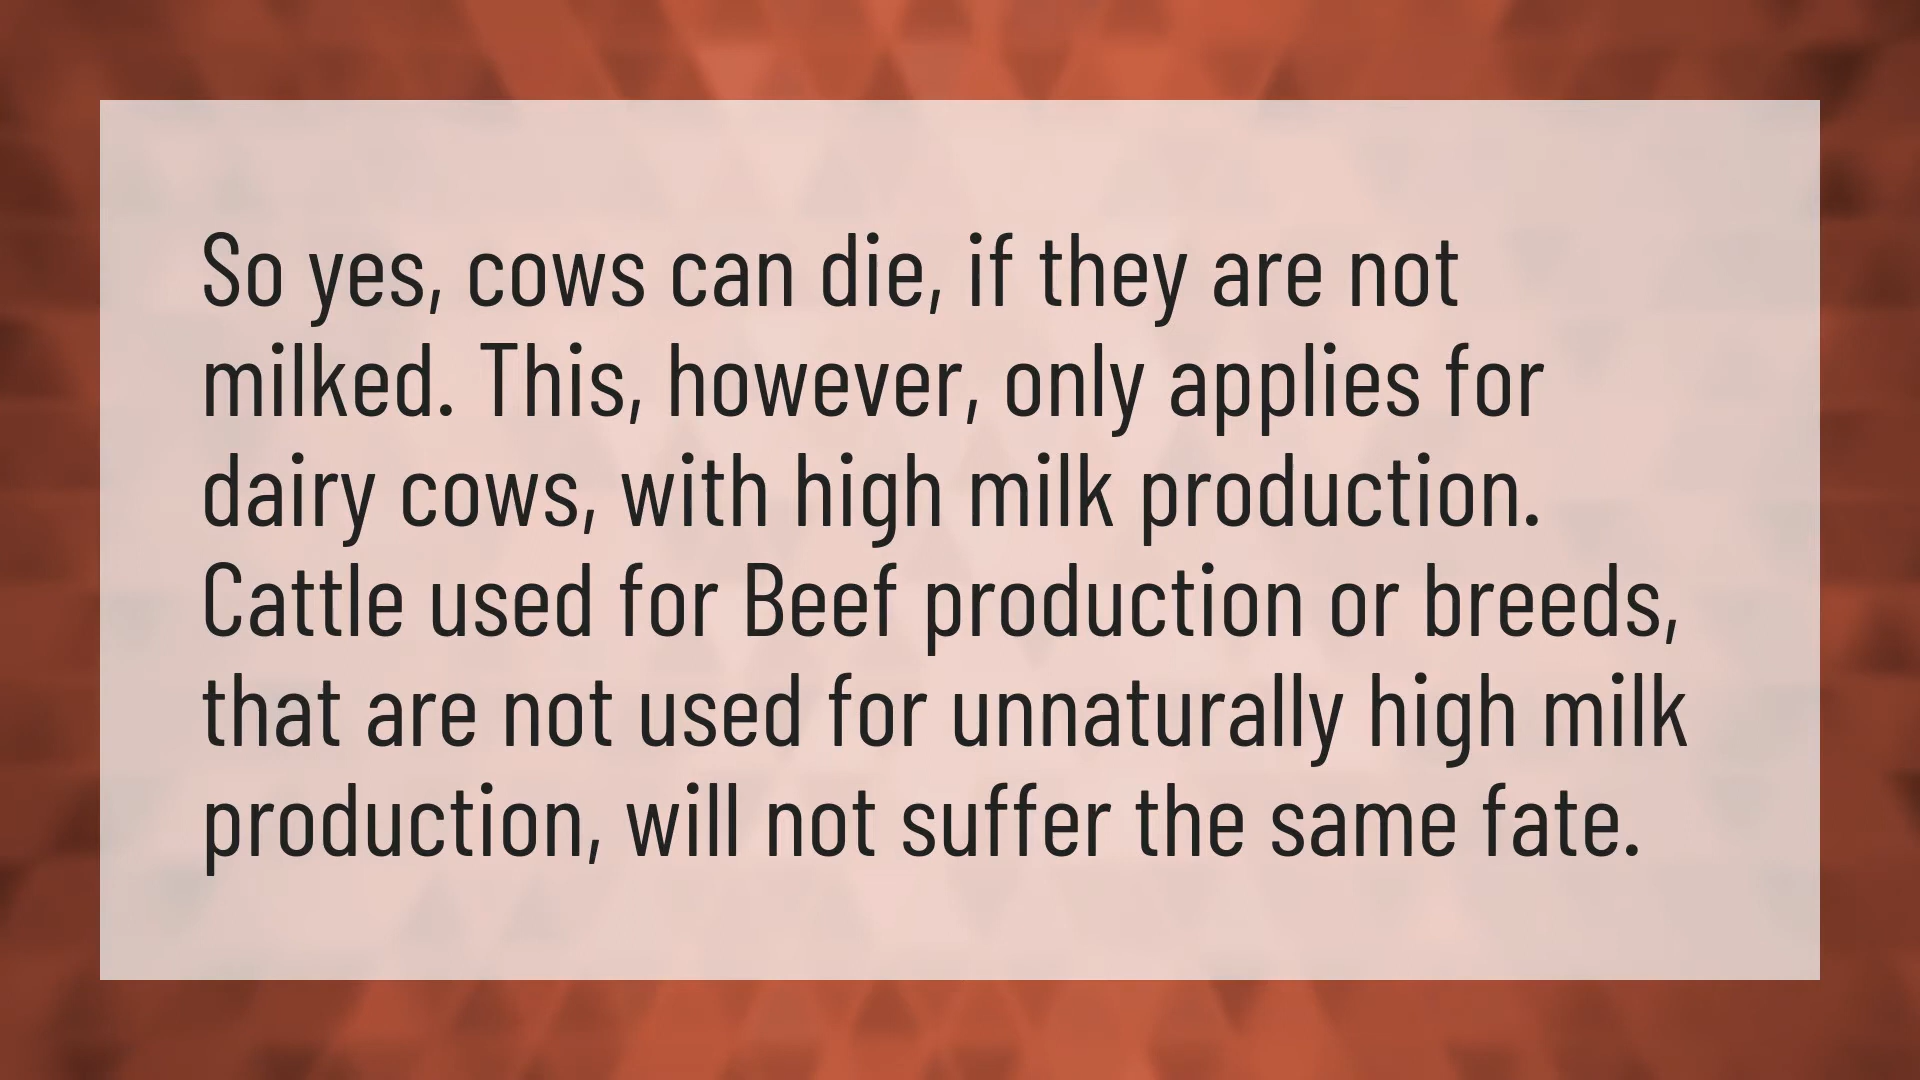 So yes, cows can die, if they are not
milked. This, however, only applies for
dairy cows, with high milk production.
Cattle used for Beef production or breeds,
that are not used for unnaturally high milk
production, will not suffer the same fate.